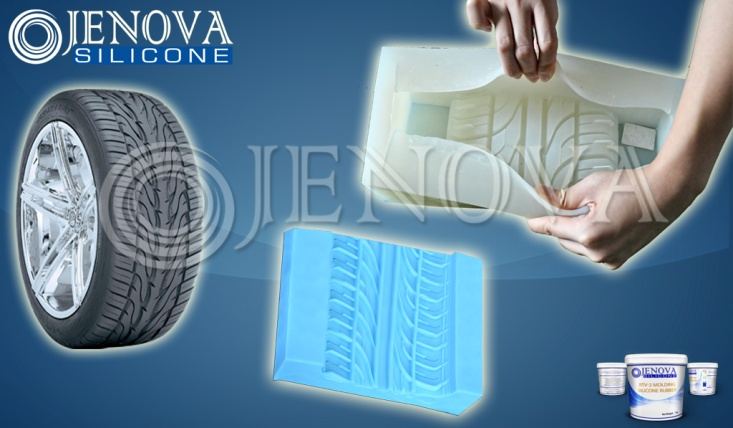 JENOVA
SILICONE
JENOVA
JENOVA
SILICONE
RTV-2 MOLDING
SILICONE RUBBER